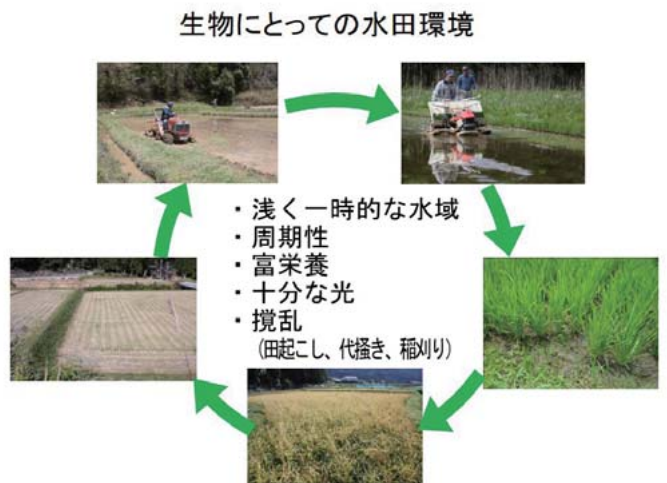 生物にとっての水田環境
・浅く一時的な水域
・周期性
・富栄養
・十分な光
・撹乱
（田起こし、代掻き、稲刈り）